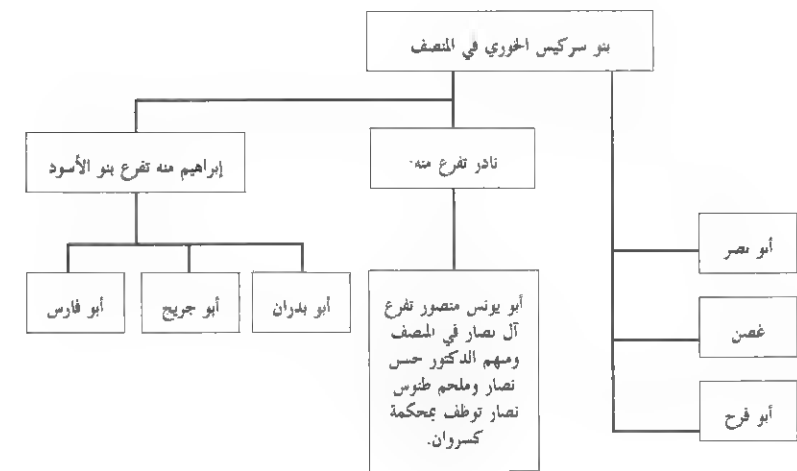 بنو سركيس الخوري في المنصف
نادر تفرع منه
إبراهيم منه تفرع بنو الأسود
أبو نصر
غصن
أبو فرح
أبو بدران
أبو جريج
أبو فارس
أبو يونس منصور تفرع
آل نصار في المنصف
ومنهم الدكتور حسن
نصار وملحم طنوس
نصار توظف بمحكمة
كسروان.